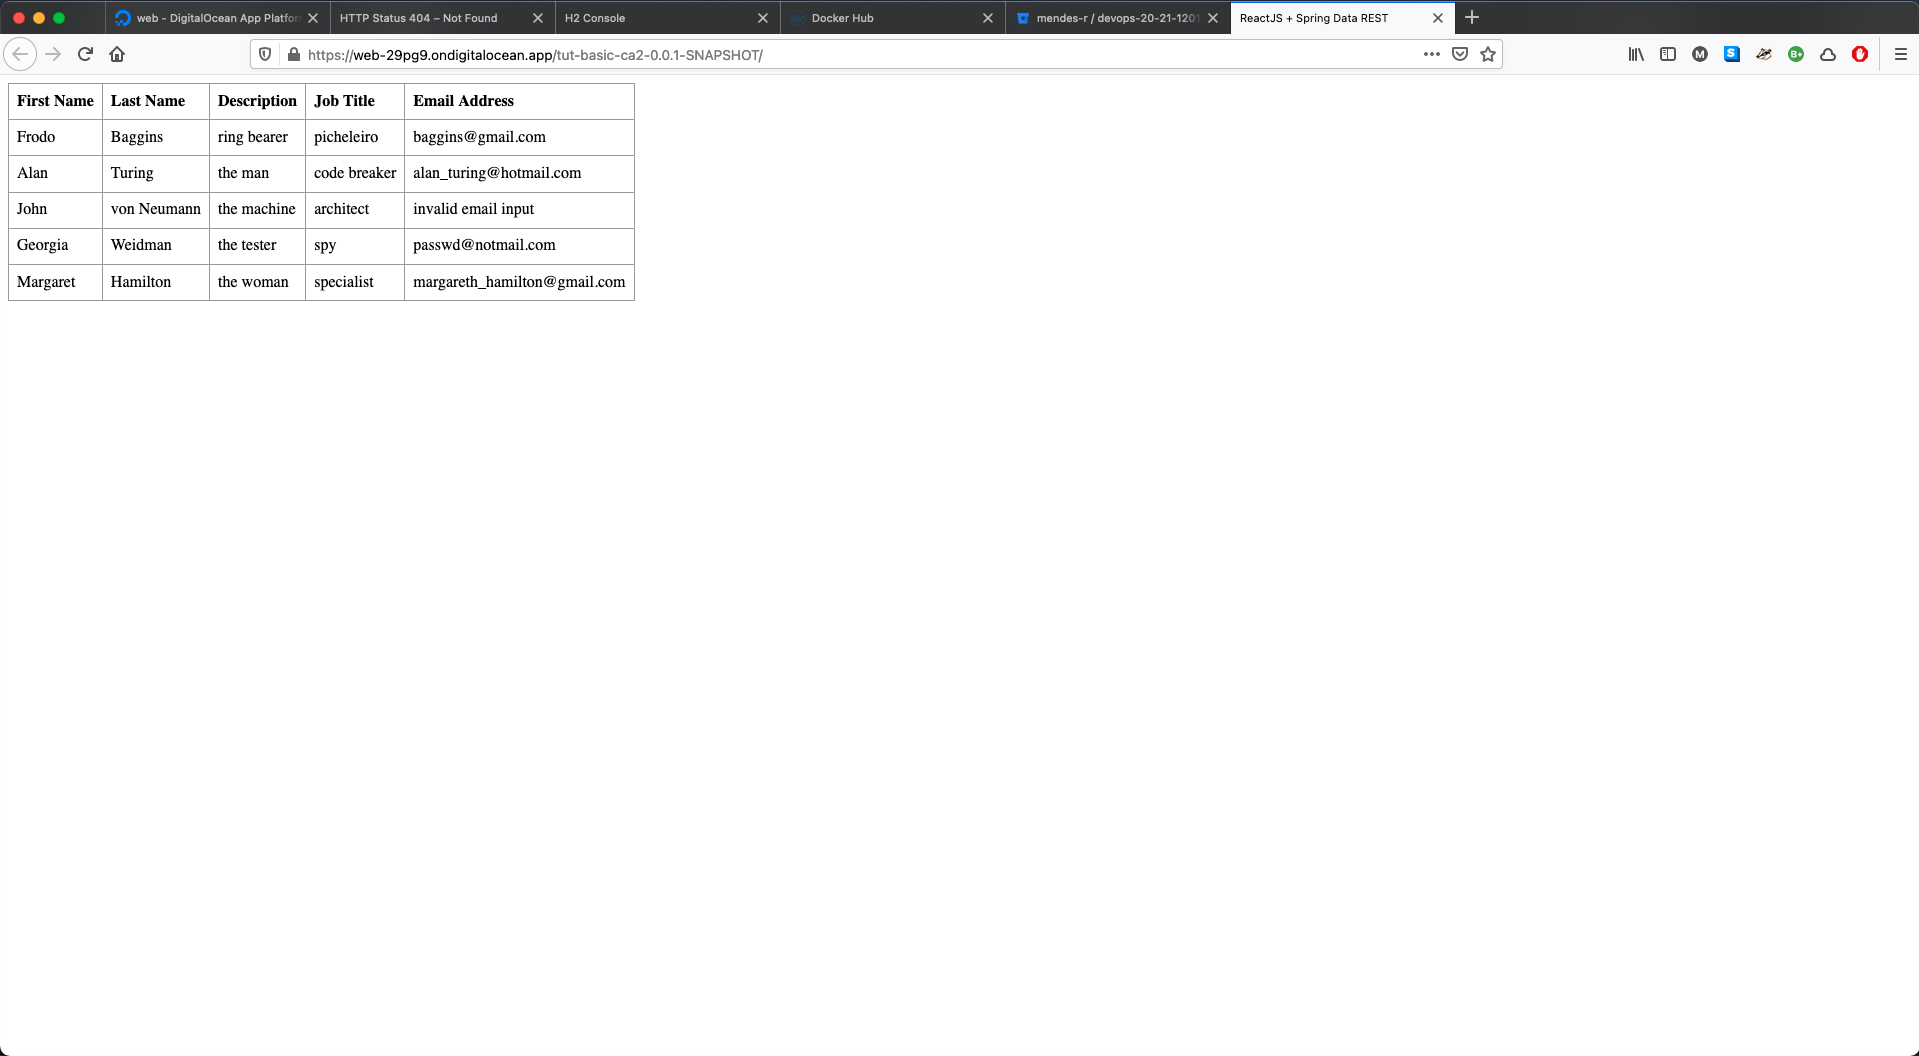 web - DigitalOcean App Platfor
HTTP Status 404 – Not Found
H2 Console
Docker Hub
mendes-r / devops-20-21-1201
ReactJS + Spring Data REST
https://web-29pg9.ondigitalocean.app/tut-basic-ca2-0.0.1-SNAPSHOT/
M
S
B+
First Name Last Name Description Job Title Email Address
Frodo Baggins ring bearer picheleiro baggins@gmail.com
Alan Turing the man code breaker alan_turing@hotmail.com
John von Neumann the machine architect invalid email input
Georgia Weidman the tester spy passwd@notmail.com
Margaret Hamilton the woman specialist margareth_hamilton@gmail.com